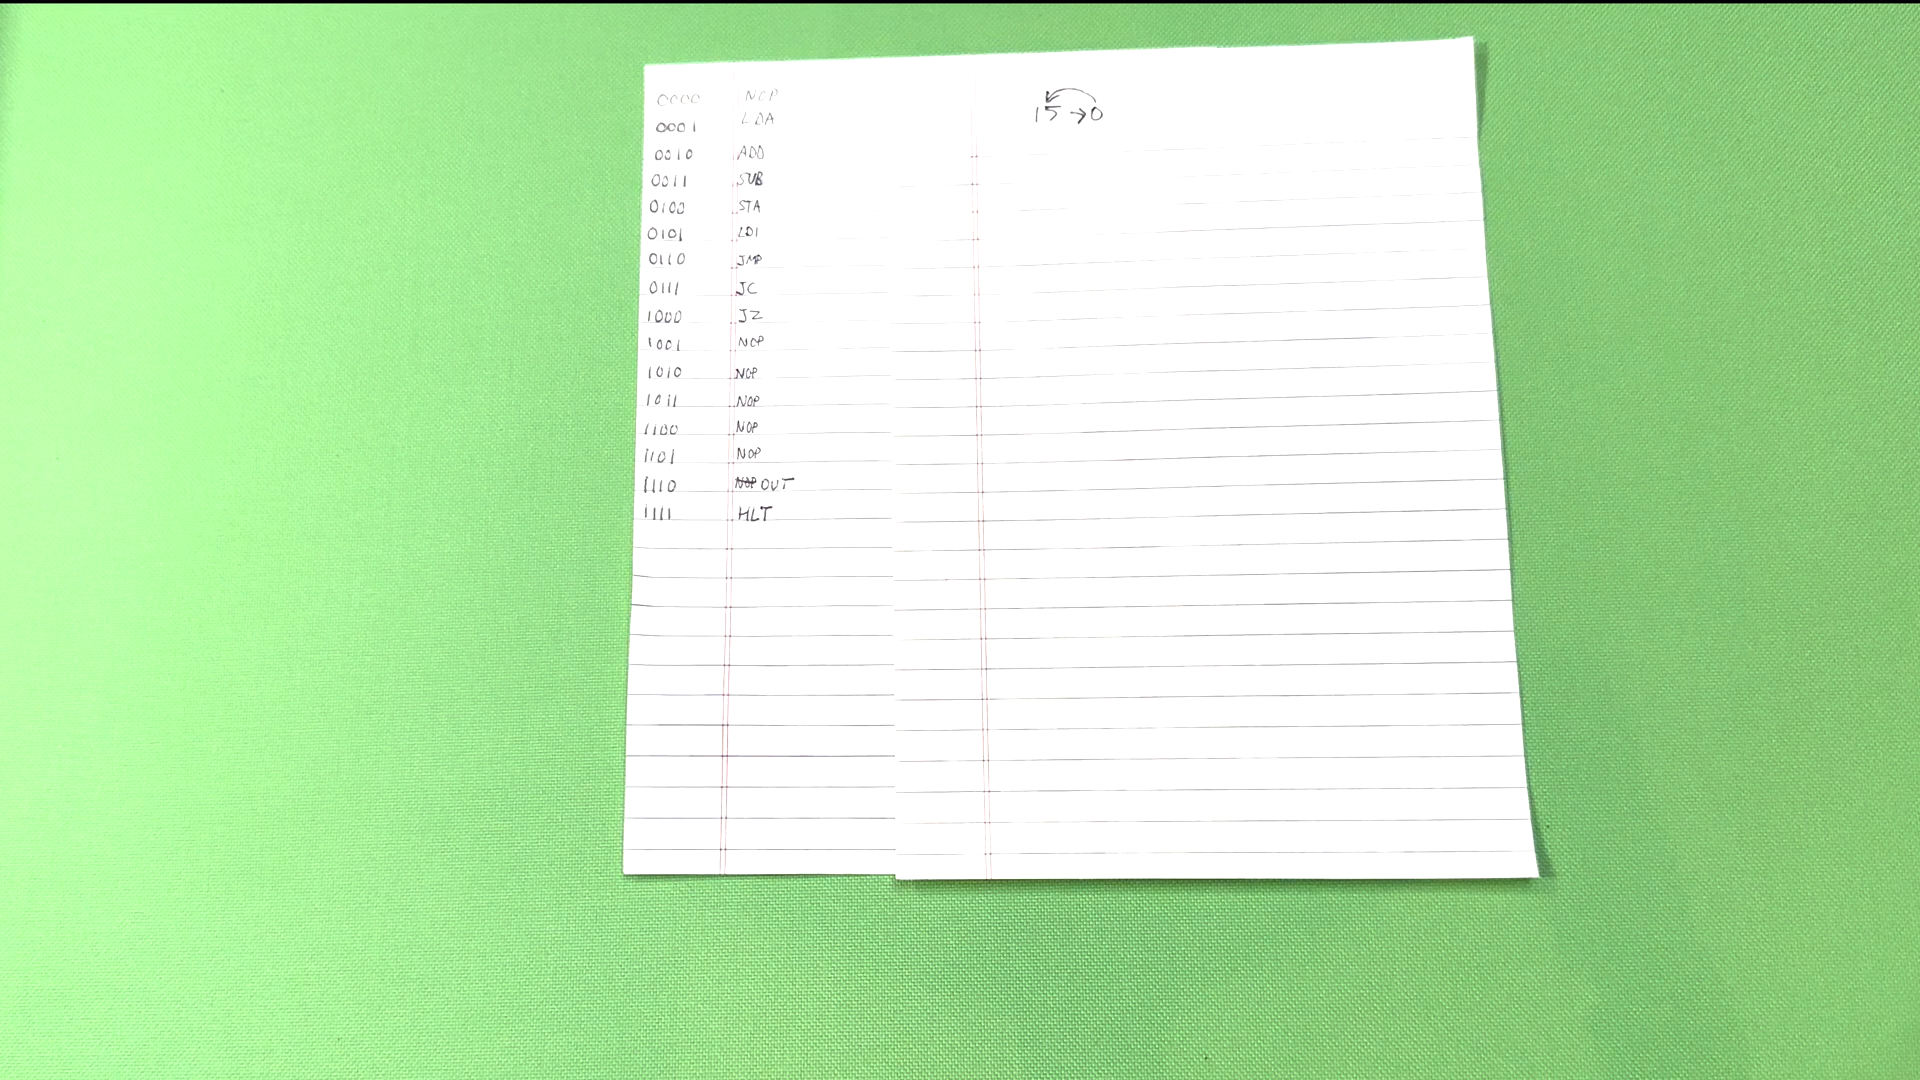 0000 NOP
0001 LDA
0010 ADD
0011 SUB
0100 STA
0101 LDI
0110 JMP
0111 JC
1000 JZ
1001 NOP
1010 NOP
1011 NOP
1100 NOP
1101 NOP
1110 NOP OUT
1111 HLT
15 → 0